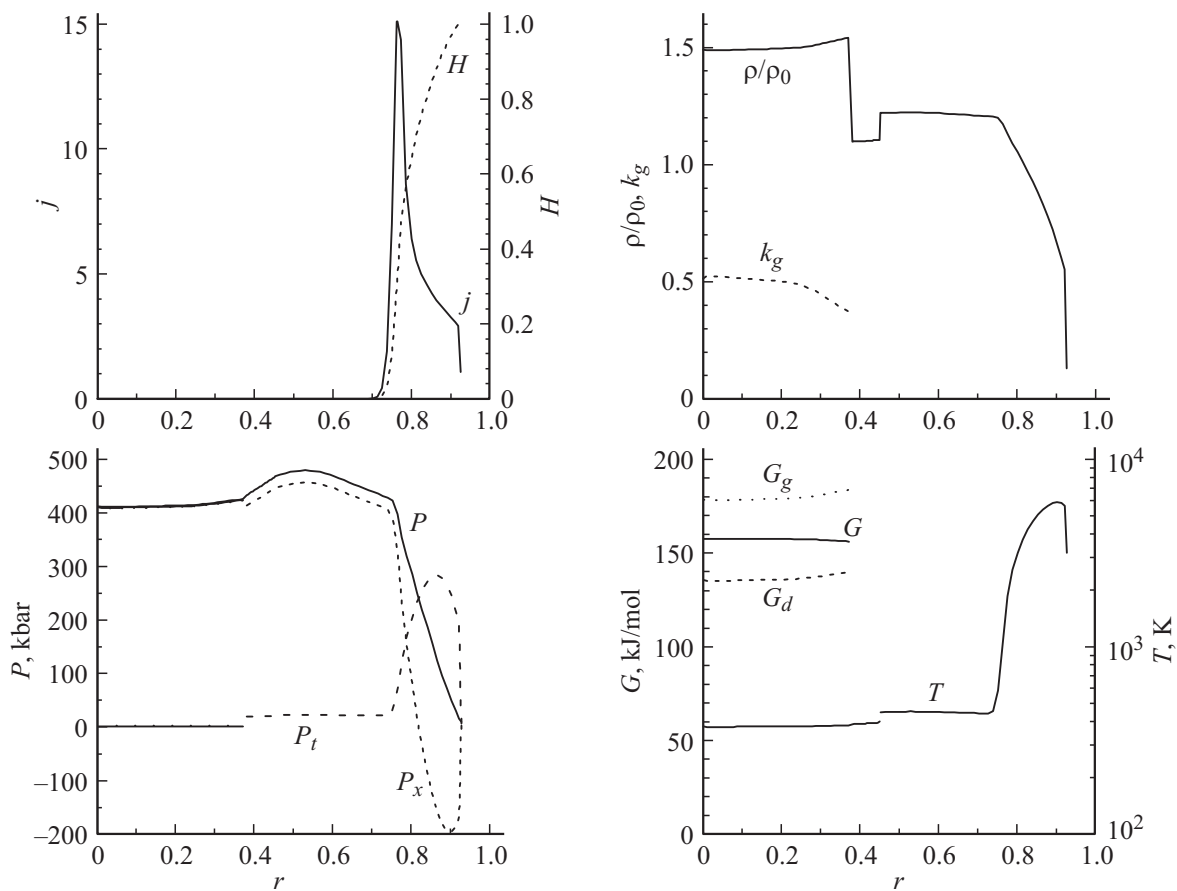 15
10
5
0
j
1.0
0.8
0.6
0.4
0.2
0
H
H
j
0 0.2 0.4 0.6 0.8 1.0
1.5
1.0
0.5
0
ρ/ρ0, kg
ρ/ρ0
kg
0 0.2 0.4 0.6 0.8 1.0
500
400
300
200
100
0
–100
–200
P, kbar
P
Pt
Px
0 0.2 0.4 0.6 0.8 1.0
r
200
150
100
50
0
G, kJ/mol
Gg
G
Gd
T
10^4
10^3
10^2
T, K
0 0.2 0.4 0.6 0.8 1.0
r